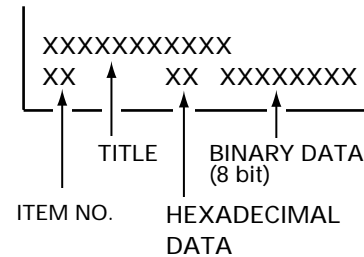 XXXXXXXXXXX
XX XX XXXXXXXX
TITLE BINARY DATA
(8 bit)
ITEM NO. HEXADECIMAL
DATA